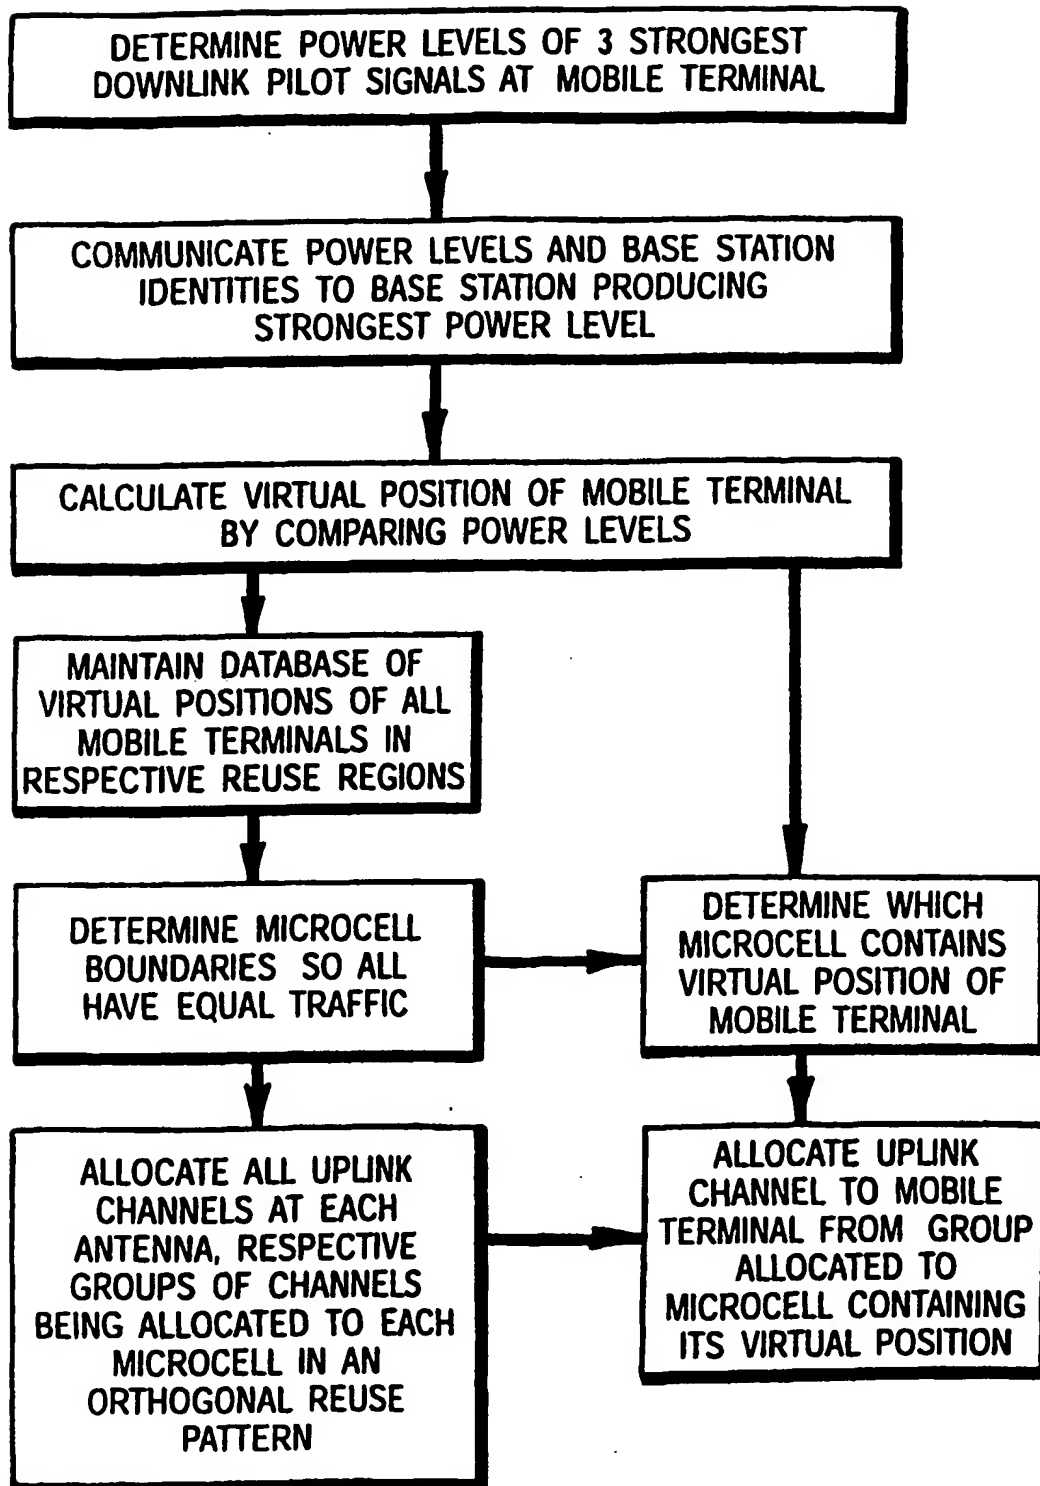 DETERMINE POWER LEVELS OF 3 STRONGEST
DOWNLINK PILOT SIGNALS AT MOBILE TERMINAL
COMMUNICATE POWER LEVELS AND BASE STATION
IDENTITIES TO BASE STATION PRODUCING
STRONGEST POWER LEVEL
CALCULATE VIRTUAL POSITION OF MOBILE TERMINAL
BY COMPARING POWER LEVELS
MAINTAIN DATABASE OF
VIRTUAL POSITIONS OF ALL
MOBILE TERMINALS IN
RESPECTIVE REUSE REGIONS
DETERMINE MICROCELL
BOUNDARIES SO ALL
HAVE EQUAL TRAFFIC
DETERMINE WHICH
MICROCELL CONTAINS
VIRTUAL POSITION OF
MOBILE TERMINAL
ALLOCATE ALL UPLINK
CHANNELS AT EACH
ANTENNA, RESPECTIVE
GROUPS OF CHANNELS
BEING ALLOCATED TO EACH
MICROCELL IN AN
ORTHOGONAL REUSE
PATTERN
ALLOCATE UPLINK
CHANNEL TO MOBILE
TERMINAL FROM GROUP
ALLOCATED TO
MICROCELL CONTAINING
ITS VIRTUAL POSITION